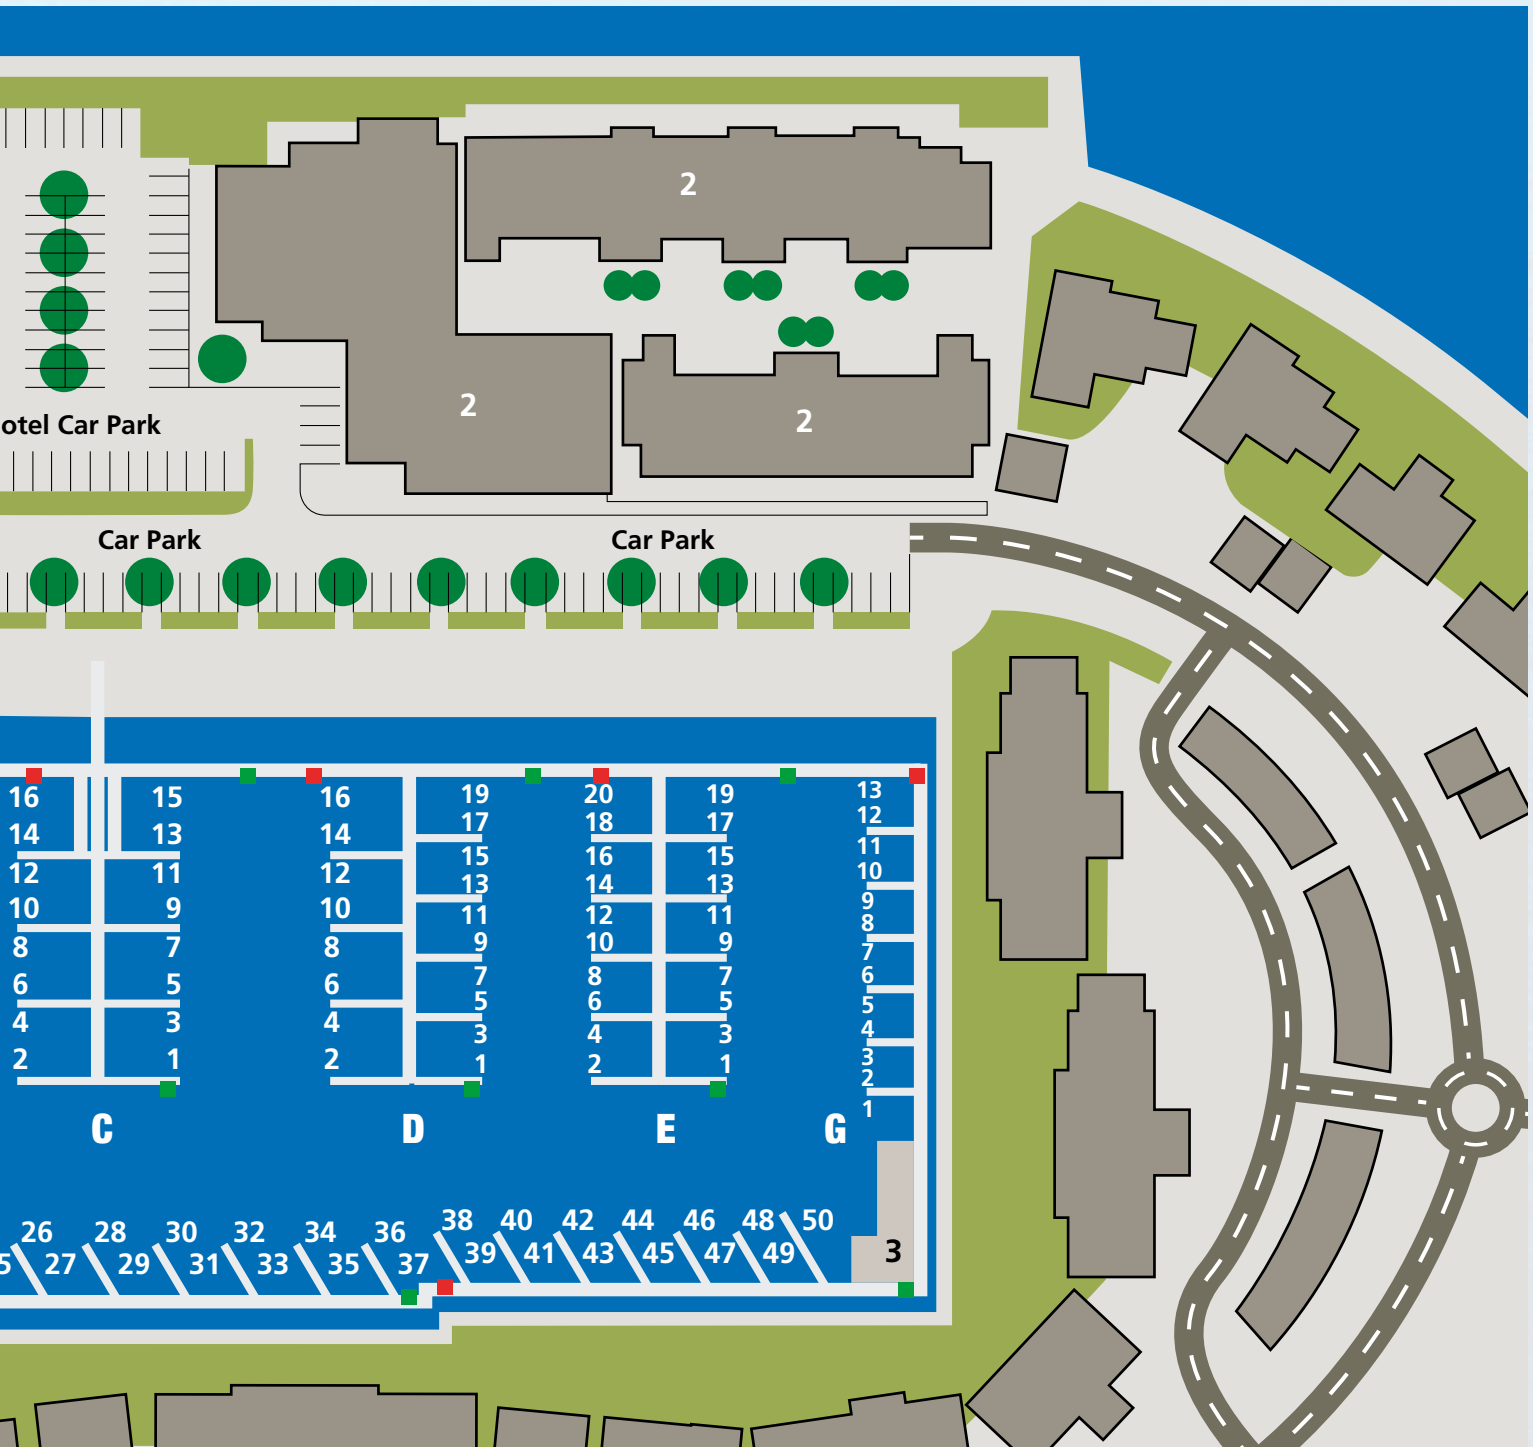 2
2
2
otel Car Park
Car Park
Car Park
16 15 16 19 20 19 13
14 13 14 17 18 17 12
12 11 12 15 16 15 11
10 9 10 13 14 13 10
8 7 8 11 12 11 9
6 5 6 9 10 9 8
4 3 4 7 8 7 7
2 1 2 5 6 5 6
3 4 3 5
1 2 1 4
3
2
1
C D E G
26 28 30 32 34 36 38 40 42 44 46 48 50
5 27 29 31 33 35 37 39 41 43 45 47 49
3